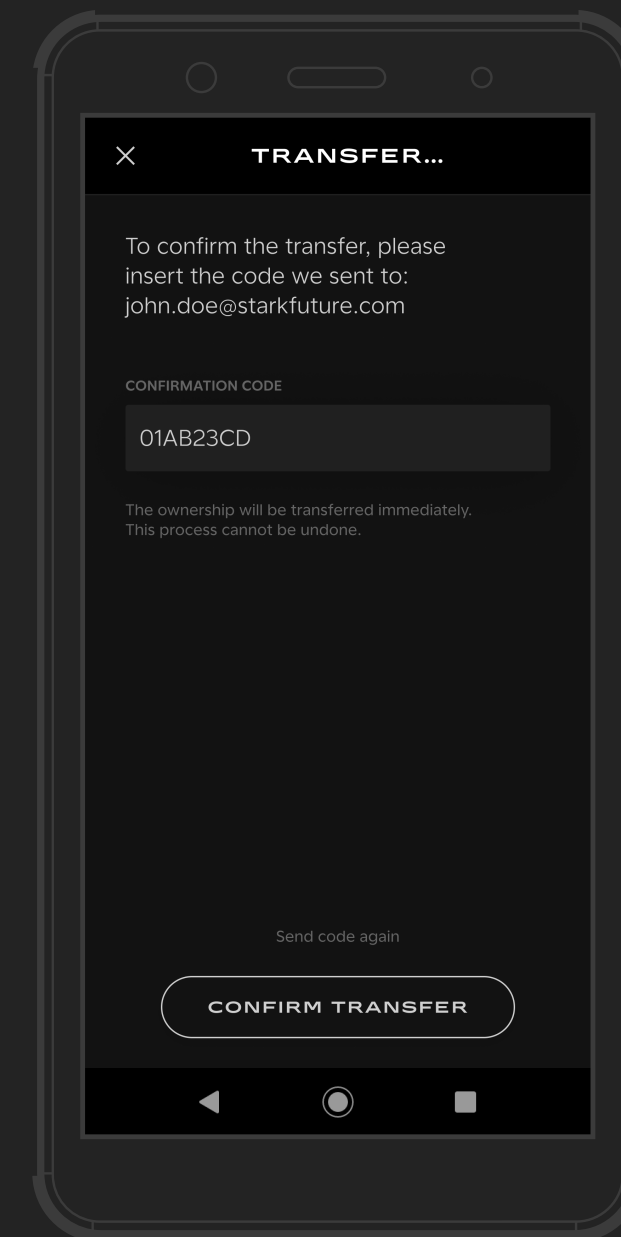 TRANSFER...
To confirm the transfer, please
insert the code we sent to:
john.doe@starkfuture.com
CONFIRMATION CODE
01AB23CD
The ownership will be transferred immediately.
This process cannot be undone.
Send code again
CONFIRM TRANSFER